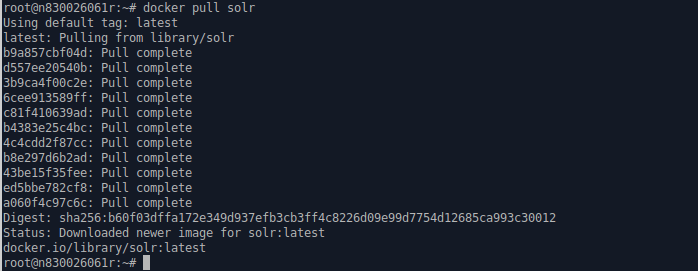 root@n830026061r:~# docker pull solr
Using default tag: latest
latest: Pulling from library/solr
b9a857cbf04d: Pull complete
d557ee20540b: Pull complete
3b9ca4f00c2e: Pull complete
6cee913589ff: Pull complete
c81f410639ad: Pull complete
b4383e25c4bc: Pull complete
4c4cdd2f87cc: Pull complete
b8e297d6b2ad: Pull complete
43be15f35fee: Pull complete
ed5bbe782cf8: Pull complete
a060f4c97c6c: Pull complete
Digest: sha256:b60f03dffa172e349d937efb3cb3ff4c8226d09e99d7754d12685ca993c30012
Status: Downloaded newer image for solr:latest
docker.io/library/solr:latest
root@n830026061r:~#